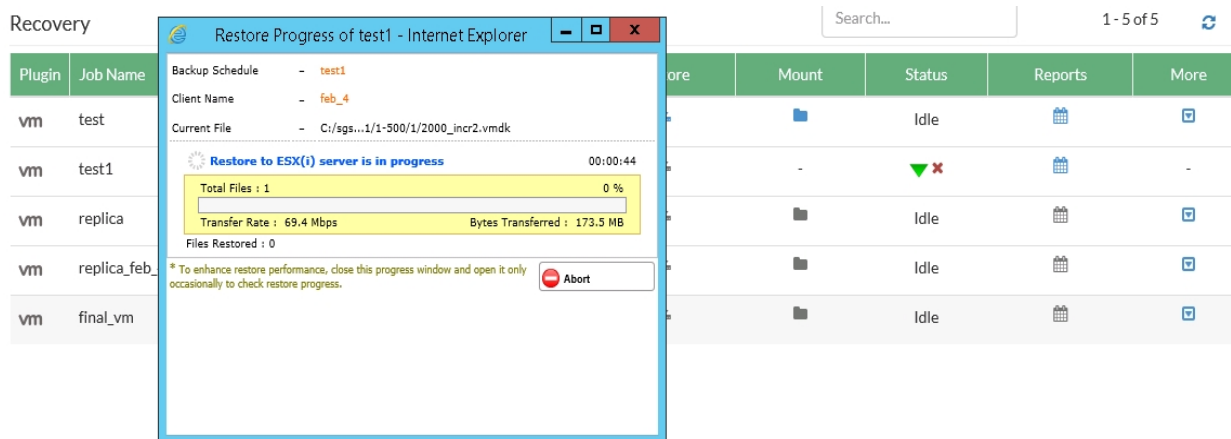 Recovery
Search...
1 - 5 of 5
Plugin Job Name ore Mount Status Reports More
vm test Idle
vm test1 - -
vm replica Idle
vm replica_feb_ Idle
vm final_vm Idle
Restore Progress of test1 - Internet Explorer
Backup Schedule - test1
Client Name - feb_4
Current File - C:/sgs...1/1-500/1/2000_incr2.vmdk
Restore to ESX(i) server is in progress 00:00:44
Total Files : 1 0 %
Transfer Rate : 69.4 Mbps Bytes Transferred : 173.5 MB
Files Restored : 0
* To enhance restore performance, close this progress window and open it only
occasionally to check restore progress.
Abort